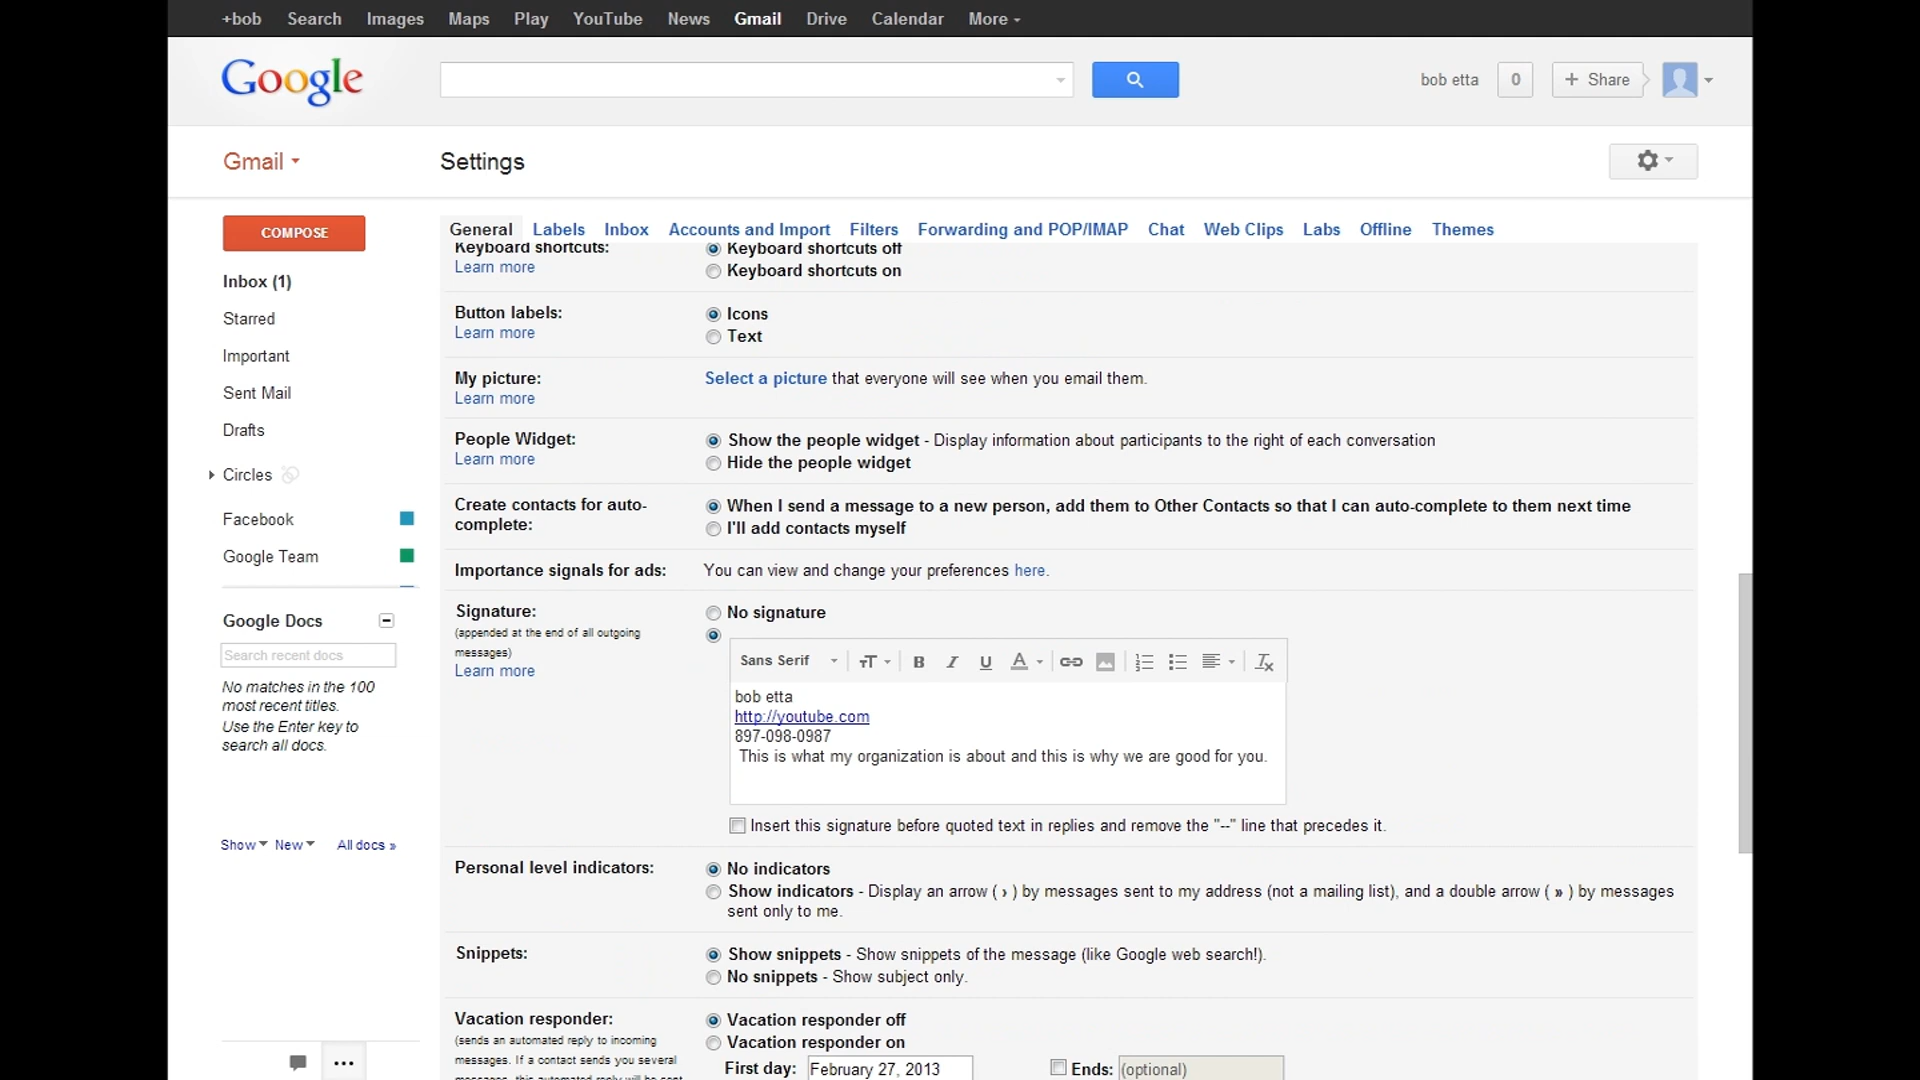 +bob Search Images Maps Play YouTube News Gmail Drive Calendar More
Google
bob etta 0 + Share
Gmail Settings
COMPOSE
Inbox (1)
Starred
Important
Sent Mail
Drafts
Circles
Facebook
Google Team
Google Docs
Search recent docs
No matches in the 100
most recent titles.
Use the Enter key to
search all docs.
Show New All docs »
General Labels Inbox Accounts and Import Filters Forwarding and POP/IMAP Chat Web Clips Labs Offline Themes
Keyboard shortcuts:
Learn more
Keyboard shortcuts off
Keyboard shortcuts on
Button labels:
Learn more
Icons
Text
My picture:
Learn more
Select a picture that everyone will see when you email them.
People Widget:
Learn more
Show the people widget - Display information about participants to the right of each conversation
Hide the people widget
Create contacts for auto-
complete:
When I send a message to a new person, add them to Other Contacts so that I can auto-complete to them next time
I'll add contacts myself
Importance signals for ads:
You can view and change your preferences here.
Signature:
(appended at the end of all outgoing
messages)
Learn more
No signature
Sans Serif
bob etta
http://youtube.com
897-098-0987
This is what my organization is about and this is why we are good for you.
Insert this signature before quoted text in replies and remove the "--" line that precedes it.
Personal level indicators:
No indicators
Show indicators - Display an arrow ( › ) by messages sent to my address (not a mailing list), and a double arrow ( » ) by messages
sent only to me.
Snippets:
Show snippets - Show snippets of the message (like Google web search!).
No snippets - Show subject only.
Vacation responder:
(sends an automated reply to incoming
messages. If a contact sends you several
messages, this automated reply will be sent
Vacation responder off
Vacation responder on
First day: February 27, 2013 Ends: (optional)